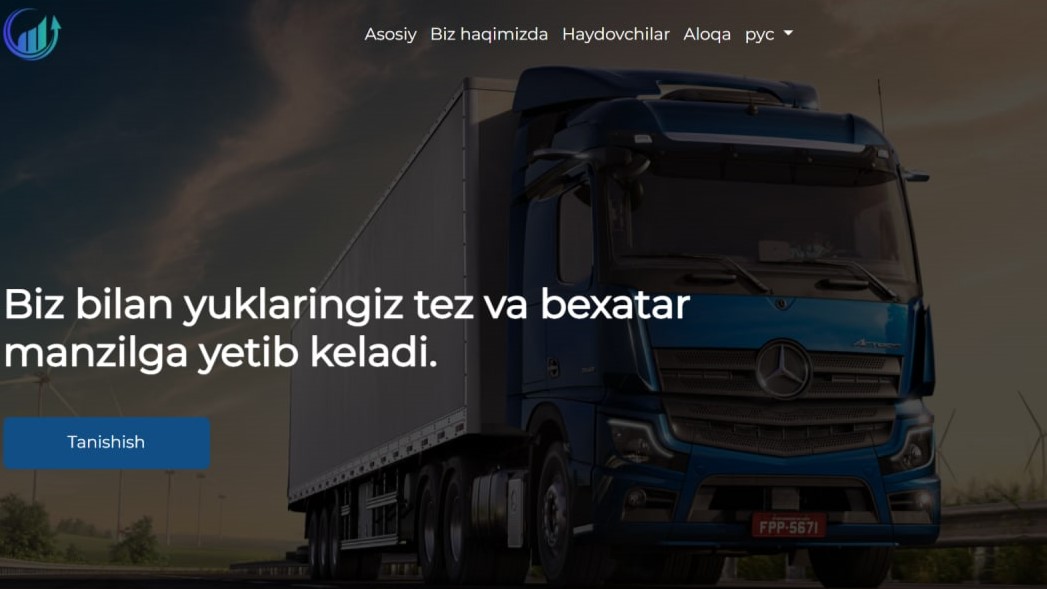 Asosiy Biz haqimizda Haydovchilar Aloqa рус
Biz bilan yuklaringiz tez va bexatar
manzilga yetib keladi.
Tanishish
FPP-5671